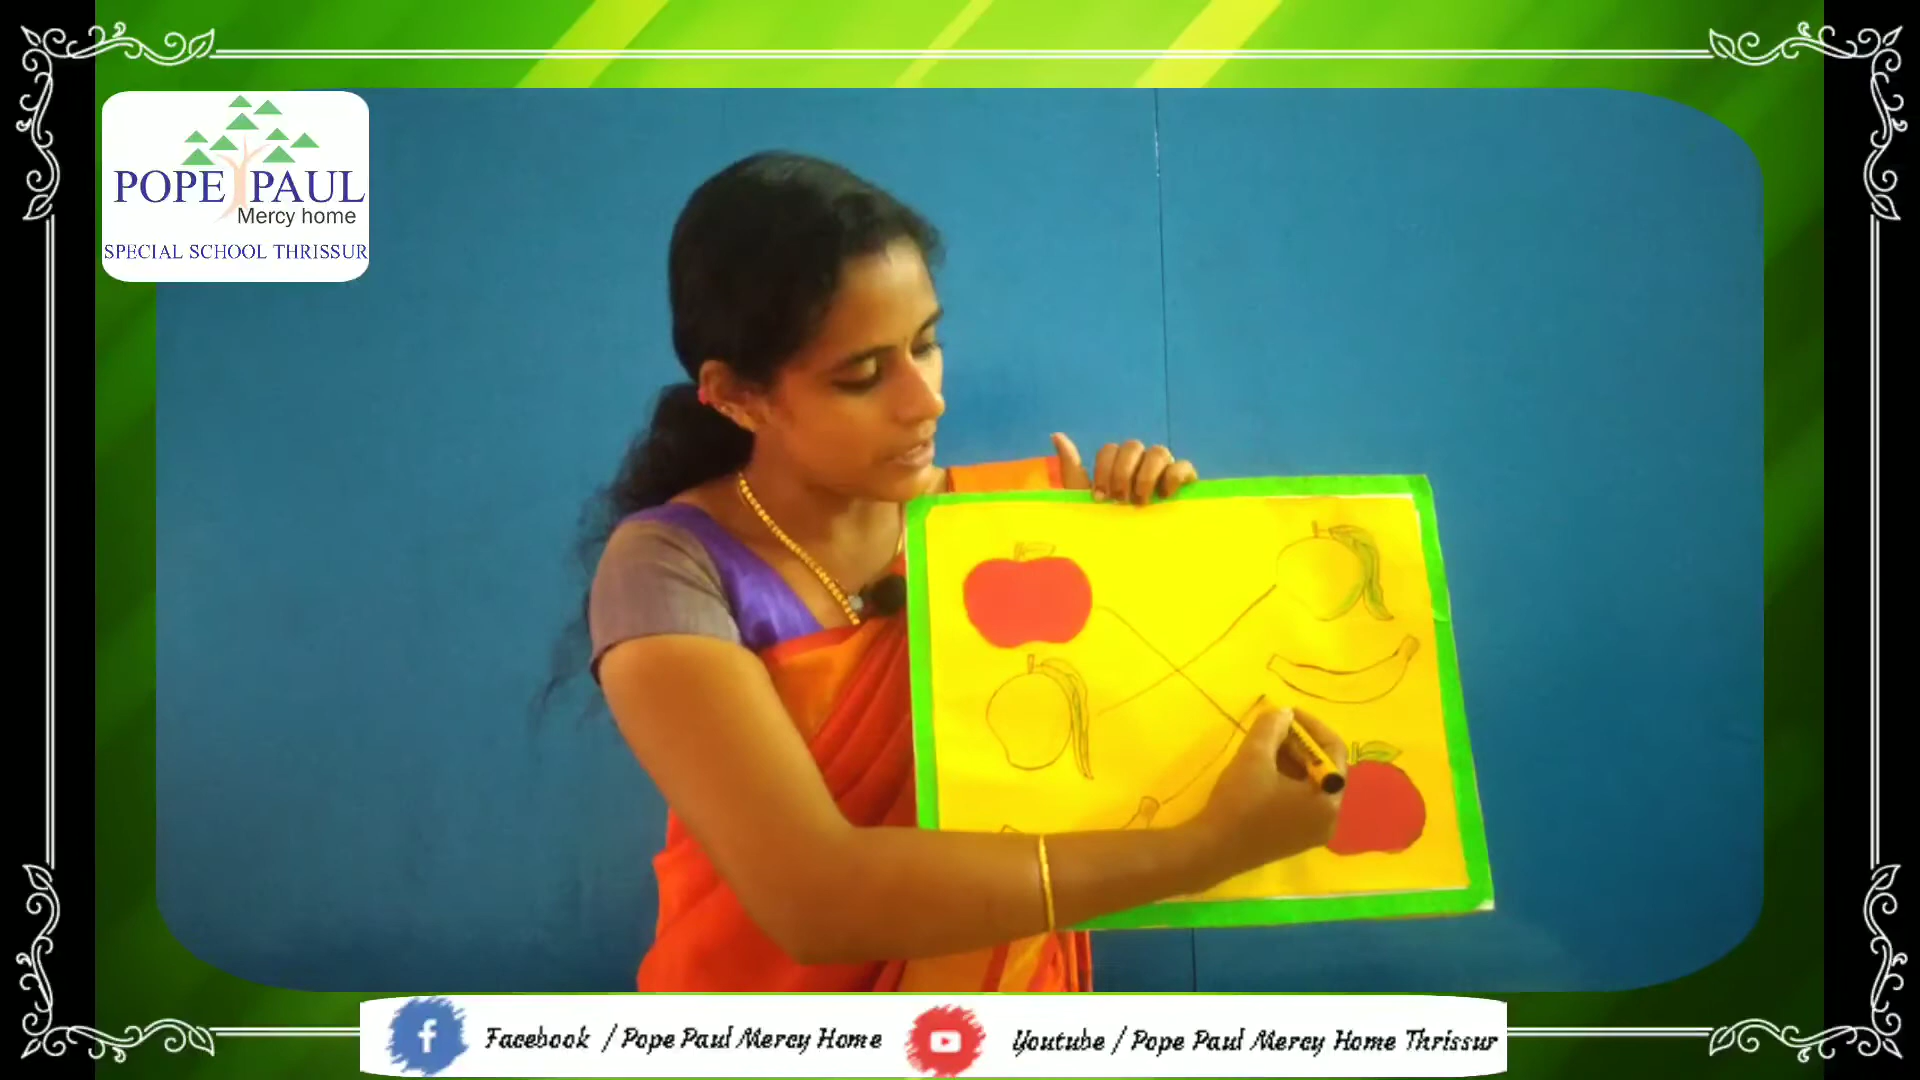 POPE PAUL
Mercy home
SPECIAL SCHOOL THRISSUR
Facebook / Pope Paul Mercy Home
Youtube / Pope Paul Mercy Home Thrissur